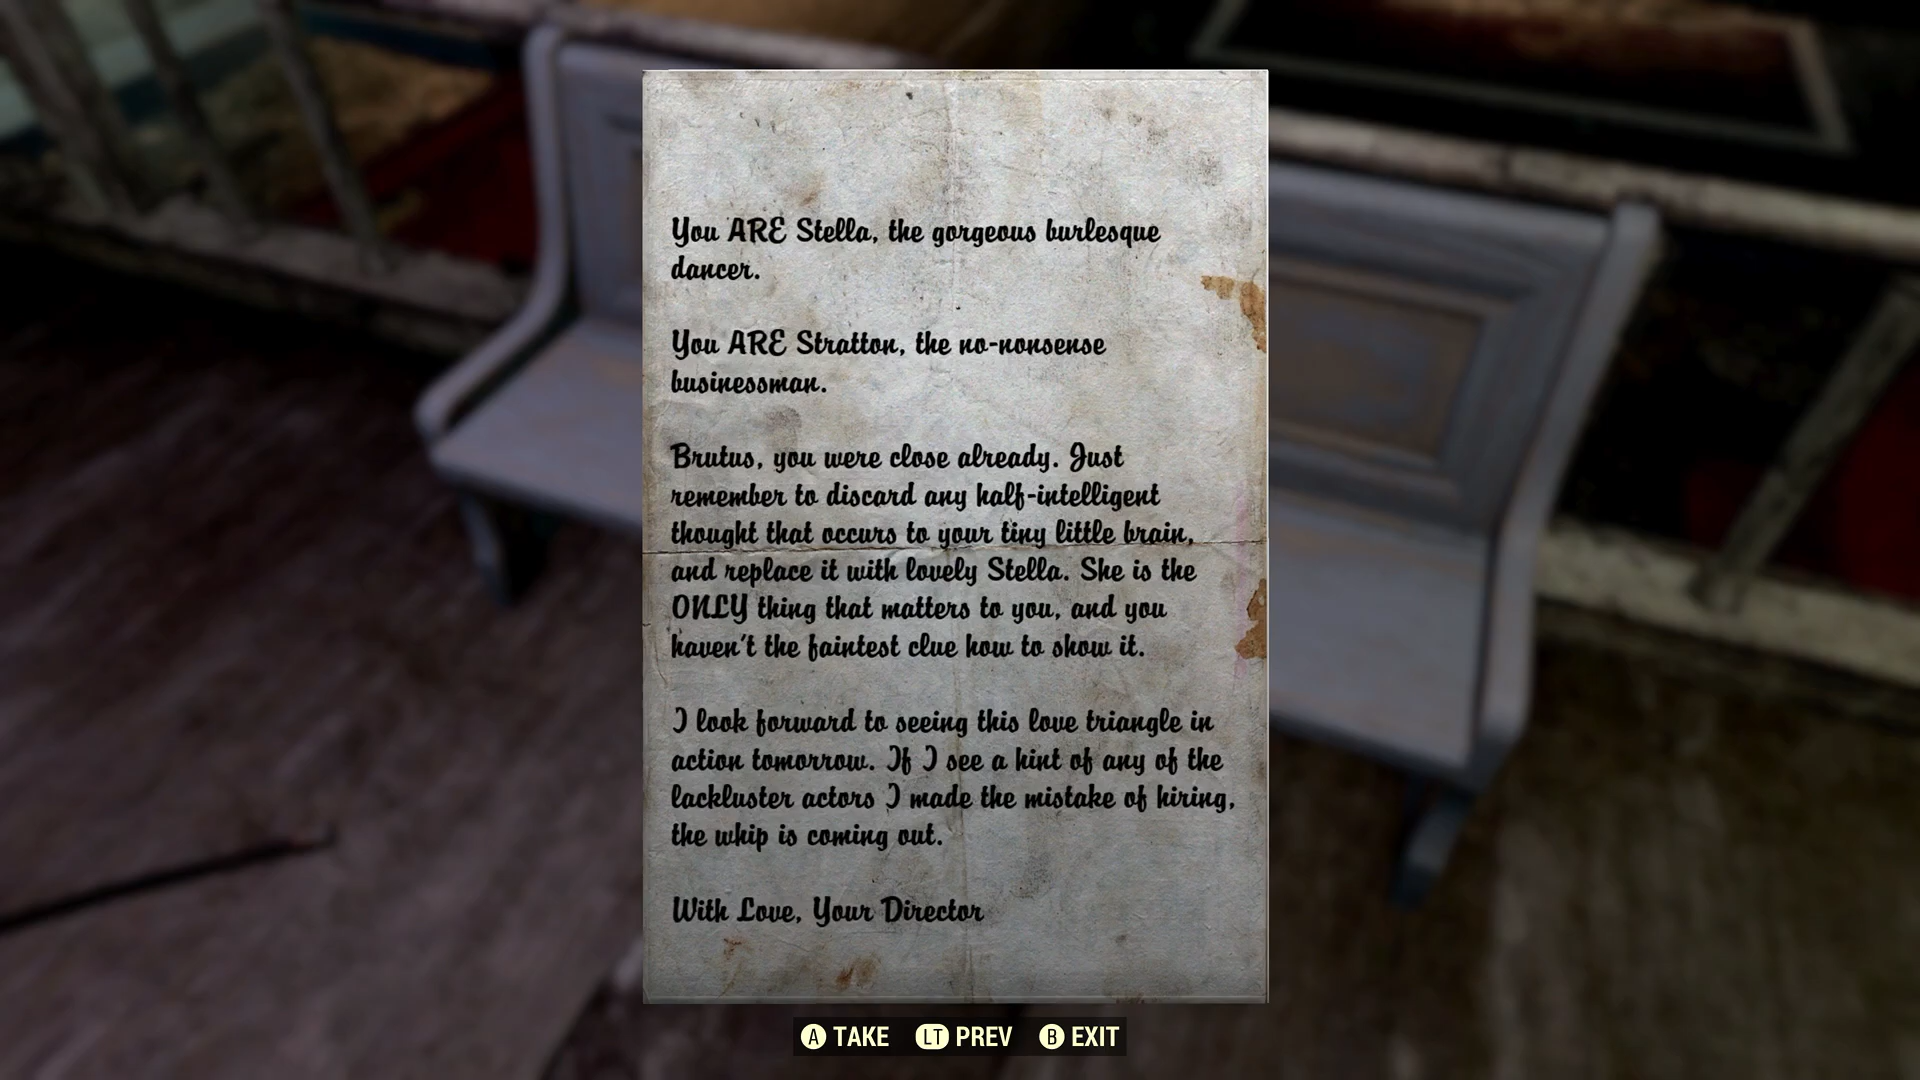 You ARE Stella, the gorgeous burlesque
dancer.
You ARE Stratton, the no-nonsense
businessman.
Brutus, you were close already. Just
remember to discard any half-intelligent
thought that occurs to your tiny little brain,
and replace it with lovely Stella. She is the
ONLY thing that matters to you, and you
haven't the faintest clue how to show it.
I look forward to seeing this love triangle in
action tomorrow. If I see a hint of any of the
lackluster actors I made the mistake of hiring,
the whip is coming out.
With Love, Your Director
A TAKE LT PREV B EXIT